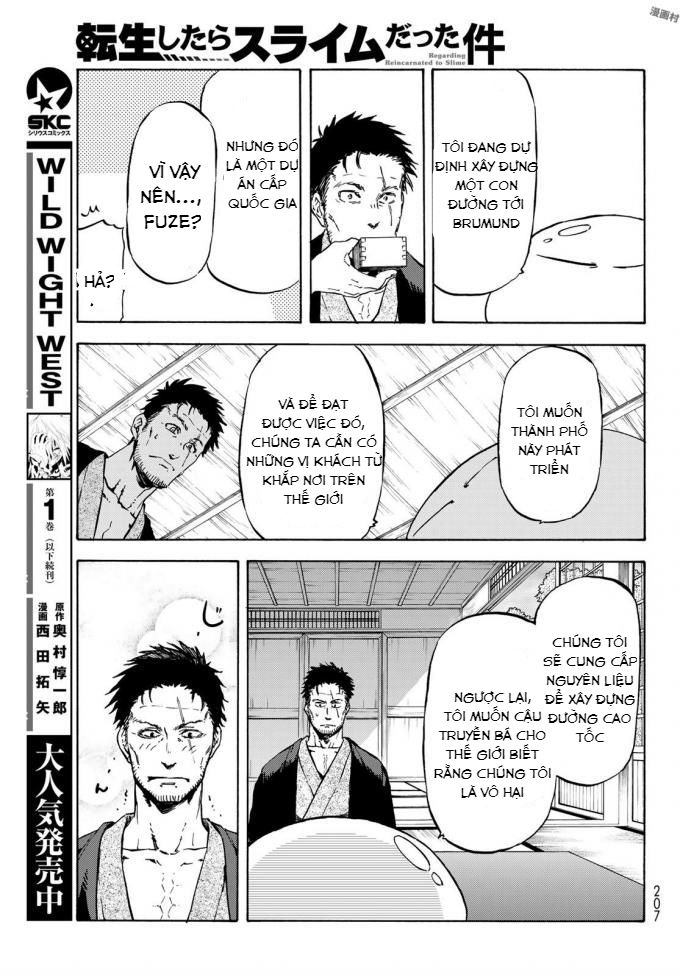 漫画村
転生したらスライムだった件
Regarding
Reincarnated to Slime
SKC
シリウスコミックス
WILD WIGHT WEST
第1巻(以下続刊)
原作 奥村惇一郎
漫画 西田拓矢
大人気発売中
TÔI ĐANG DỰ
ĐỊNH XÂY DỰNG
MỘT CON
ĐƯỜNG TỚI
BRUMUND
NHƯNG ĐÓ
LÀ MỘT DỰ
ÁN CẤP
QUỐC GIA
VÌ VẬY
NÊN...,
FUZE?
HẢ?
TÔI MUỐN
THÀNH PHỐ
NÀY PHÁT
TRIỂN
VÀ ĐỂ ĐẠT
ĐƯỢC VIỆC ĐÓ,
CHÚNG TA CẦN CÓ
NHỮNG VỊ KHÁCH TỪ
KHẮP NƠI TRÊN
THẾ GIỚI
CHÚNG TÔI
SẼ CUNG CẤP
NGUYÊN LIỆU
ĐỂ XÂY DỰNG
ĐƯỜNG CAO
TỐC
NGƯỢC LẠI,
TÔI MUỐN CẬU
TRUYỀN BÁ CHO
THẾ GIỚI BIẾT
RẰNG CHÚNG TÔI
LÀ VÔ HẠI
じ
207